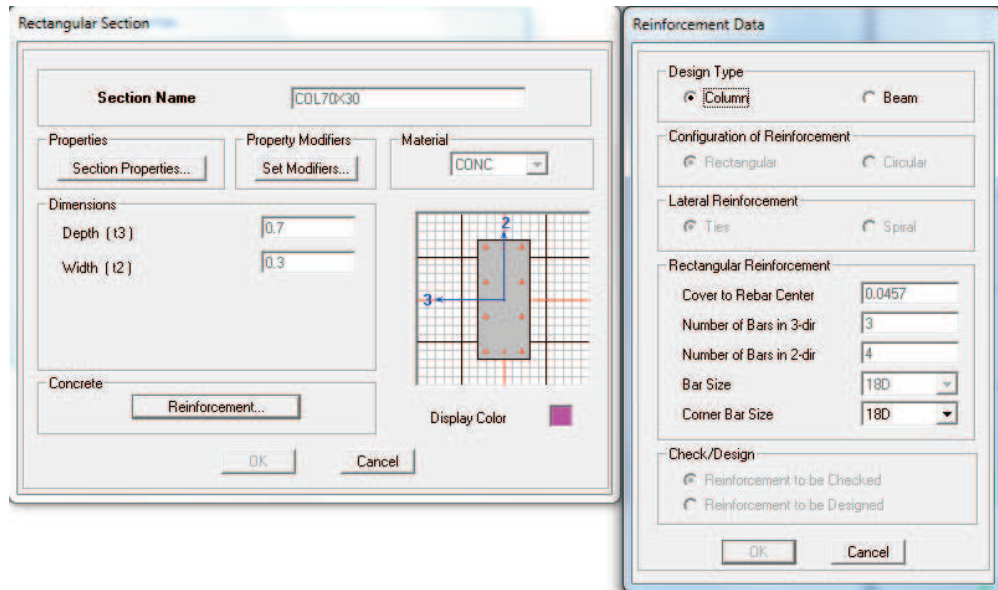 Rectangular Section
Section Name COL70X30
Properties Property Modifiers Material
Section Properties... Set Modifiers... CONC
Dimensions
Depth ( t3 ) 0.7
Width ( t2 ) 0.3
2
3
Concrete
Reinforcement...
Display Color
OK Cancel
Reinforcement Data
Design Type
Column Beam
Configuration of Reinforcement
Rectangular Circular
Lateral Reinforcement
Ties Spiral
Rectangular Reinforcement
Cover to Rebar Center 0.0457
Number of Bars in 3-dir 3
Number of Bars in 2-dir 4
Bar Size 18D
Corner Bar Size 18D
Check/Design
Reinforcement to be Checked
Reinforcement to be Designed
OK Cancel